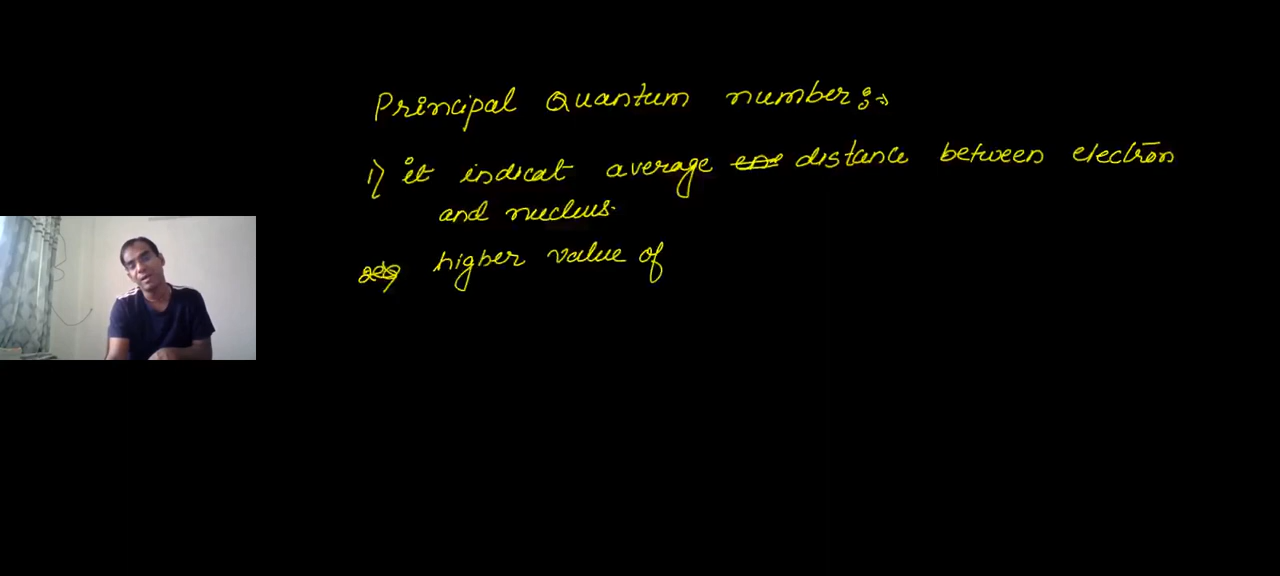 Principal Quantum number :→
1) it indicat average distance between electron
and nucleus.
higher value of